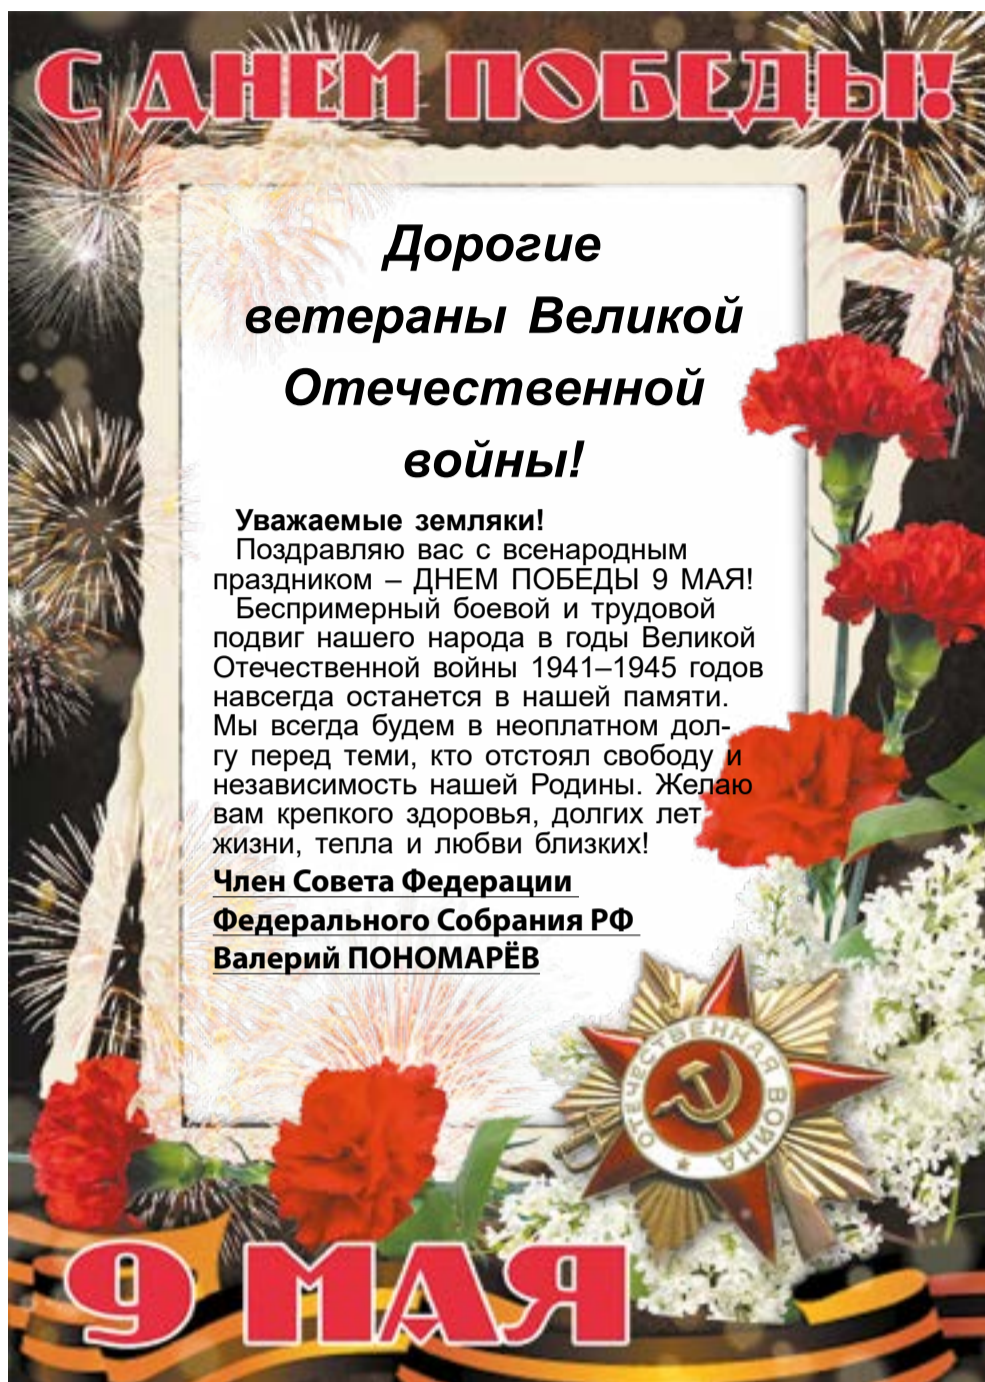 С ДНЕМ ПОБЕДЫ!
Дорогие
ветераны Великой
Отечественной
войны!
Уважаемые земляки!
Поздравляю вас с всенародным
праздником – ДНЕМ ПОБЕДЫ 9 МАЯ!
Беспримерный боевой и трудовой
подвиг нашего народа в годы Великой
Отечественной войны 1941–1945 годов
навсегда останется в нашей памяти.
Мы всегда будем в неоплатном дол-
гу перед теми, кто отстоял свободу и
независимость нашей Родины. Желаю
вам крепкого здоровья, долгих лет
жизни, тепла и любви близких!
Член Совета Федерации
Федерального Собрания РФ
Валерий ПОНОМАРЁВ
ОТЕЧЕСТВЕННАЯ ВОЙНА
9 МАЯ